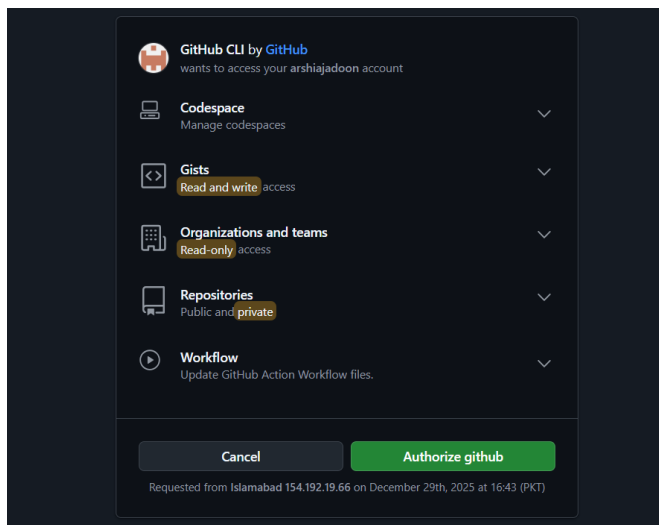 GitHub CLI by GitHub
wants to access your arshiajadoon account
Codespace
Manage codespaces
Gists
Read and write access
Organizations and teams
Read-only access
Repositories
Public and private
Workflow
Update GitHub Action Workflow files.
Cancel
Authorize github
Requested from Islamabad 154.192.19.66 on December 29th, 2025 at 16:43 (PKT)